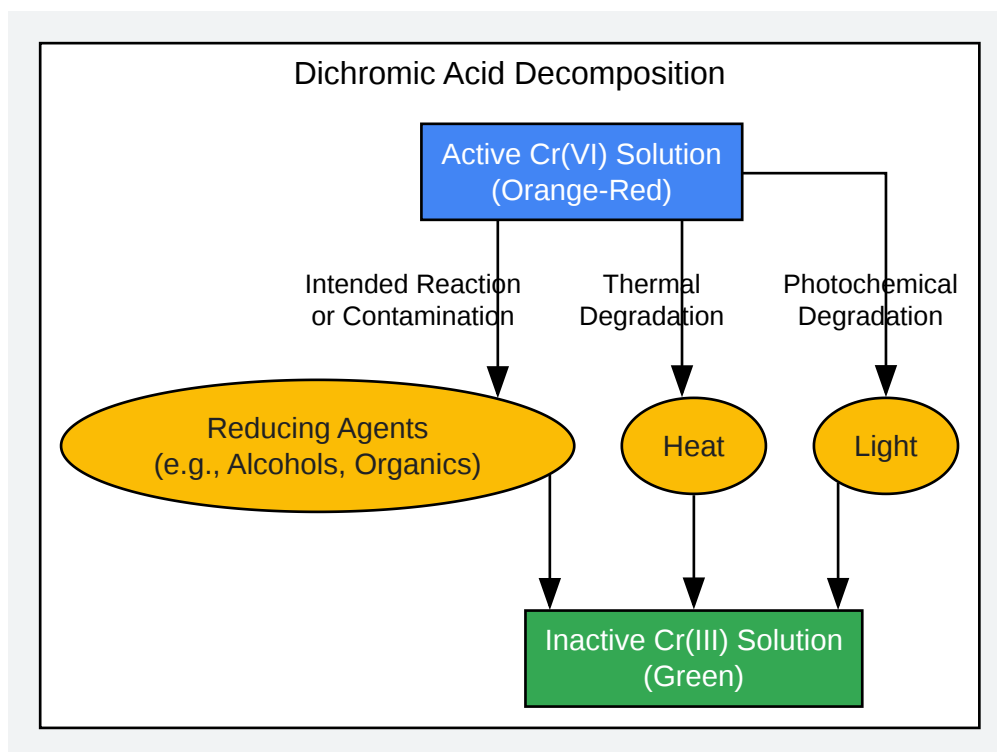 Dichromic Acid Decomposition
Active Cr(VI) Solution
(Orange-Red)
Intended Reaction
or Contamination
Thermal
Degradation
Photochemical
Degradation
Reducing Agents
(e.g., Alcohols, Organics)
Heat
Light
Inactive Cr(III) Solution
(Green)